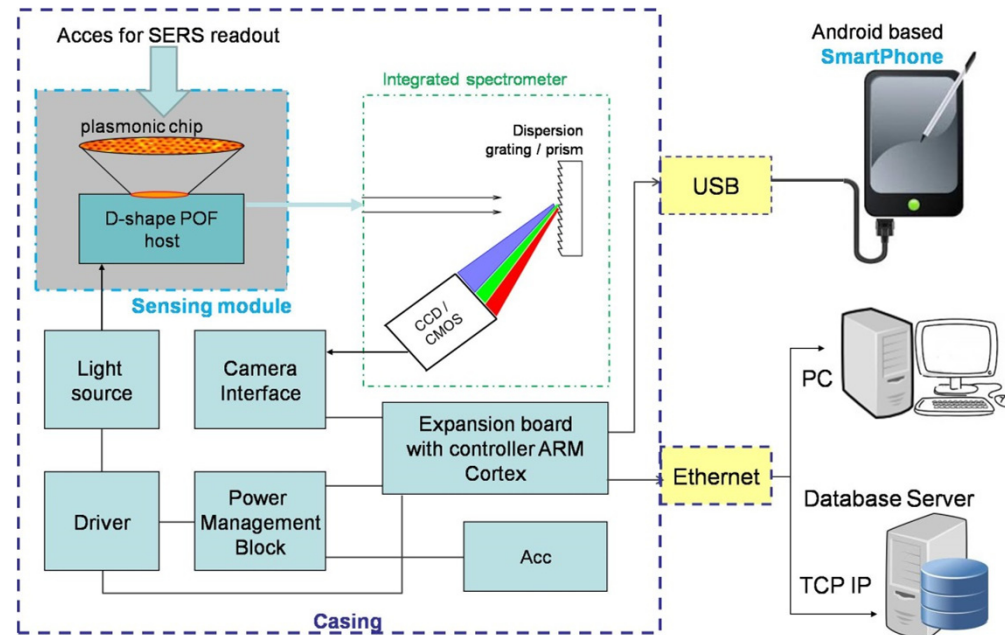 Acces for SERS readout
plasmonic chip
D-shape POF
host
Sensing module
Integrated spectrometer
Dispersion
grating / prism
CCD /
CMOS
Light
source
Camera
Interface
Expansion board
with controller ARM
Cortex
Driver
Power
Management
Block
Acc
Casing
USB
Ethernet
Android based
SmartPhone
PC
Database Server
TCP IP